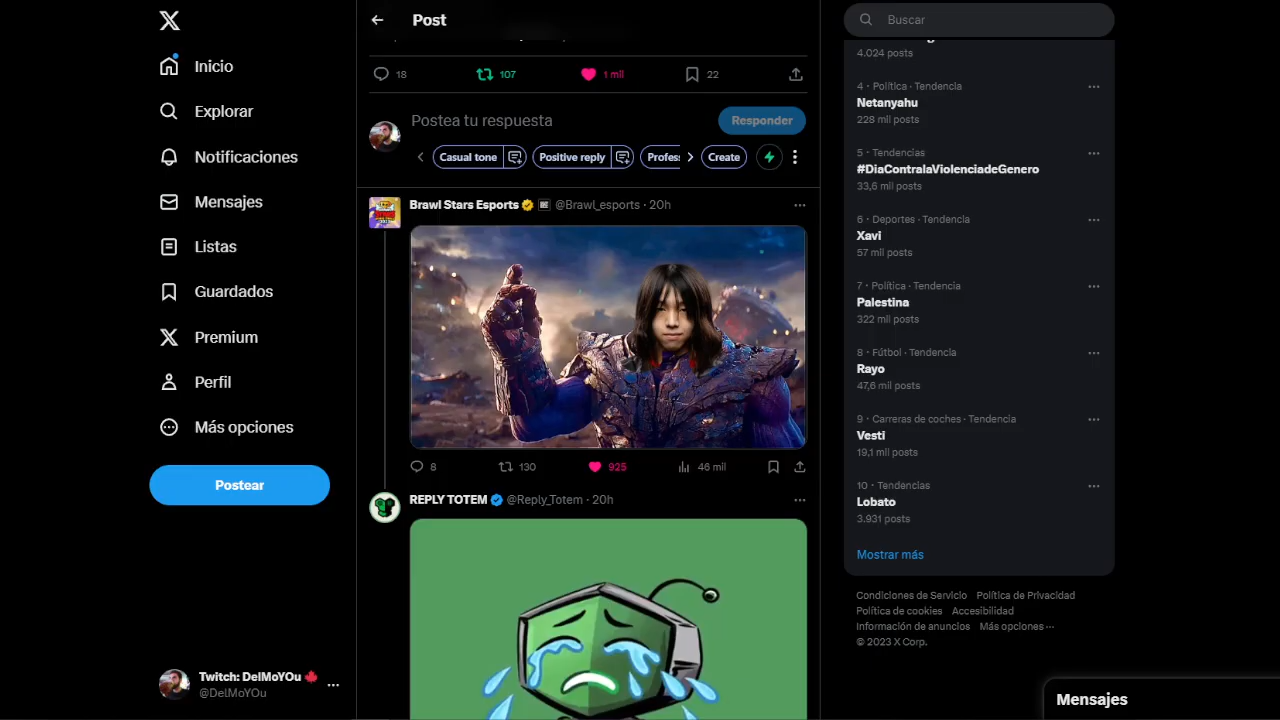 Inicio
Explorar
Notificaciones
Mensajes
Listas
Guardados
Premium
Perfil
Más opciones
Postear
Twitch: DelMoYOu
@DelMoYOu
Post
18
107
1 mil
22
Postea tu respuesta
Responder
Casual tone
Positive reply
Profes
Create
Brawl Stars Esports @Brawl_esports · 20h
8
130
925
46 mil
REPLY TOTEM @Reply_Totem · 20h
Buscar
4.024 posts
4 · Política · Tendencia
Netanyahu
228 mil posts
5 · Tendencias
#DiaContralaViolenciadeGenero
33,6 mil posts
6 · Deportes · Tendencia
Xavi
57 mil posts
7 · Política · Tendencia
Palestina
322 mil posts
8 · Fútbol · Tendencia
Rayo
47,6 mil posts
9 · Carreras de coches · Tendencia
Vesti
19,1 mil posts
10 · Tendencias
Lobato
3.931 posts
Mostrar más
Condiciones de Servicio Política de Privacidad
Política de cookies Accesibilidad
Información de anuncios Más opciones ···
© 2023 X Corp.
Mensajes